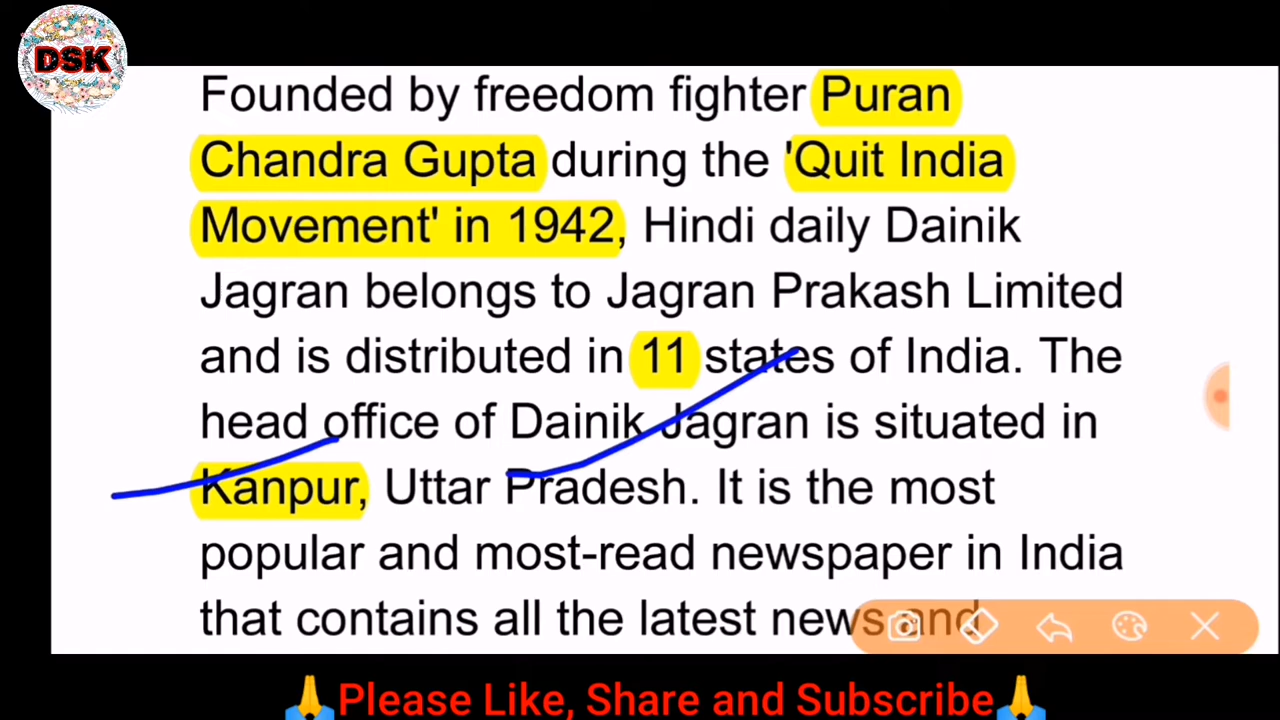 DSK
Founded by freedom fighter Puran
Chandra Gupta during the 'Quit India
Movement' in 1942, Hindi daily Dainik
Jagran belongs to Jagran Prakash Limited
and is distributed in 11 states of India. The
head office of Dainik Jagran is situated in
Kanpur, Uttar Pradesh. It is the most
popular and most-read newspaper in India
that contains all the latest news and
🙏Please Like, Share and Subscribe🙏